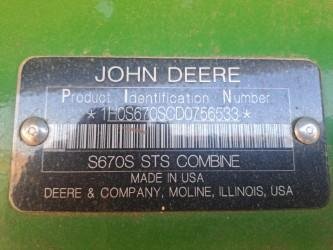 JOHN DEERE
Product Identification Number
*1H0S670SCD0756533*
S670S STS COMBINE
MADE IN USA
DEERE & COMPANY, MOLINE, ILLINOIS, USA